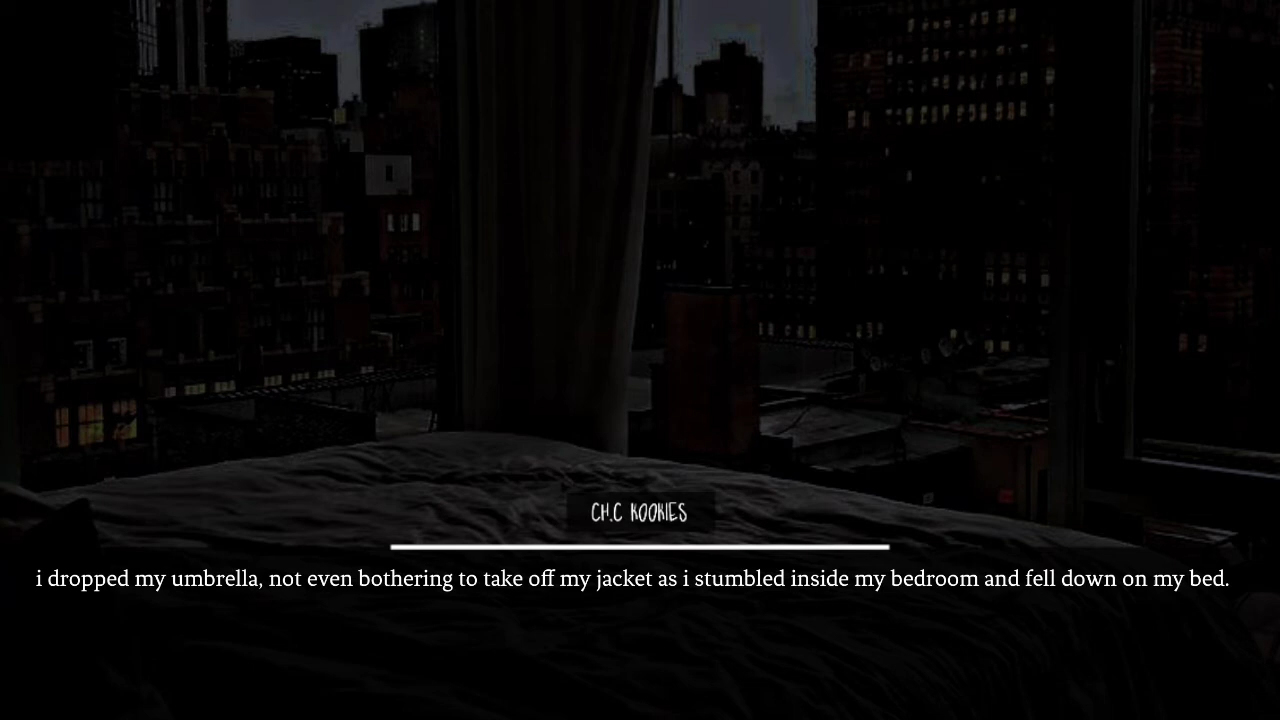 CH.C KOOKIES
i dropped my umbrella, not even bothering to take off my jacket as i stumbled inside my bedroom and fell down on my bed.